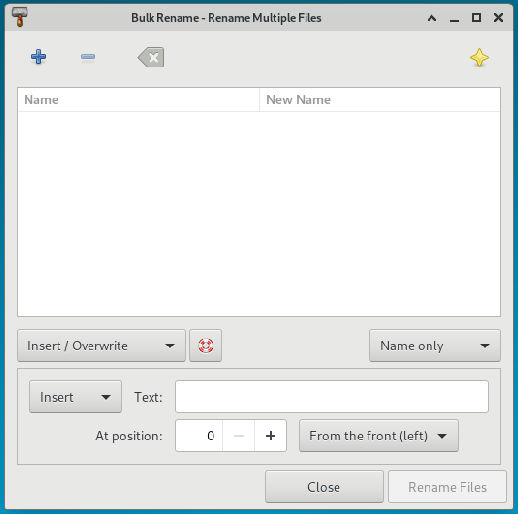 Bulk Rename - Rename Multiple Files
Name New Name
Insert / Overwrite Name only
Insert Text:
At position: 0 From the front (left)
Close Rename Files